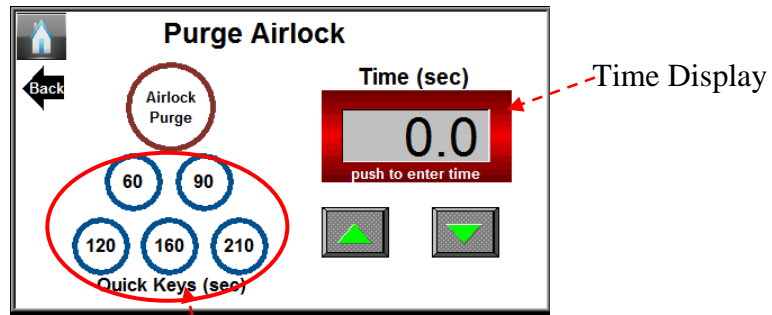 Purge Airlock
Back
Airlock
Purge
Time (sec)
0.0
push to enter time
Time Display
60
90
120
160
210
Quick Keys (sec)